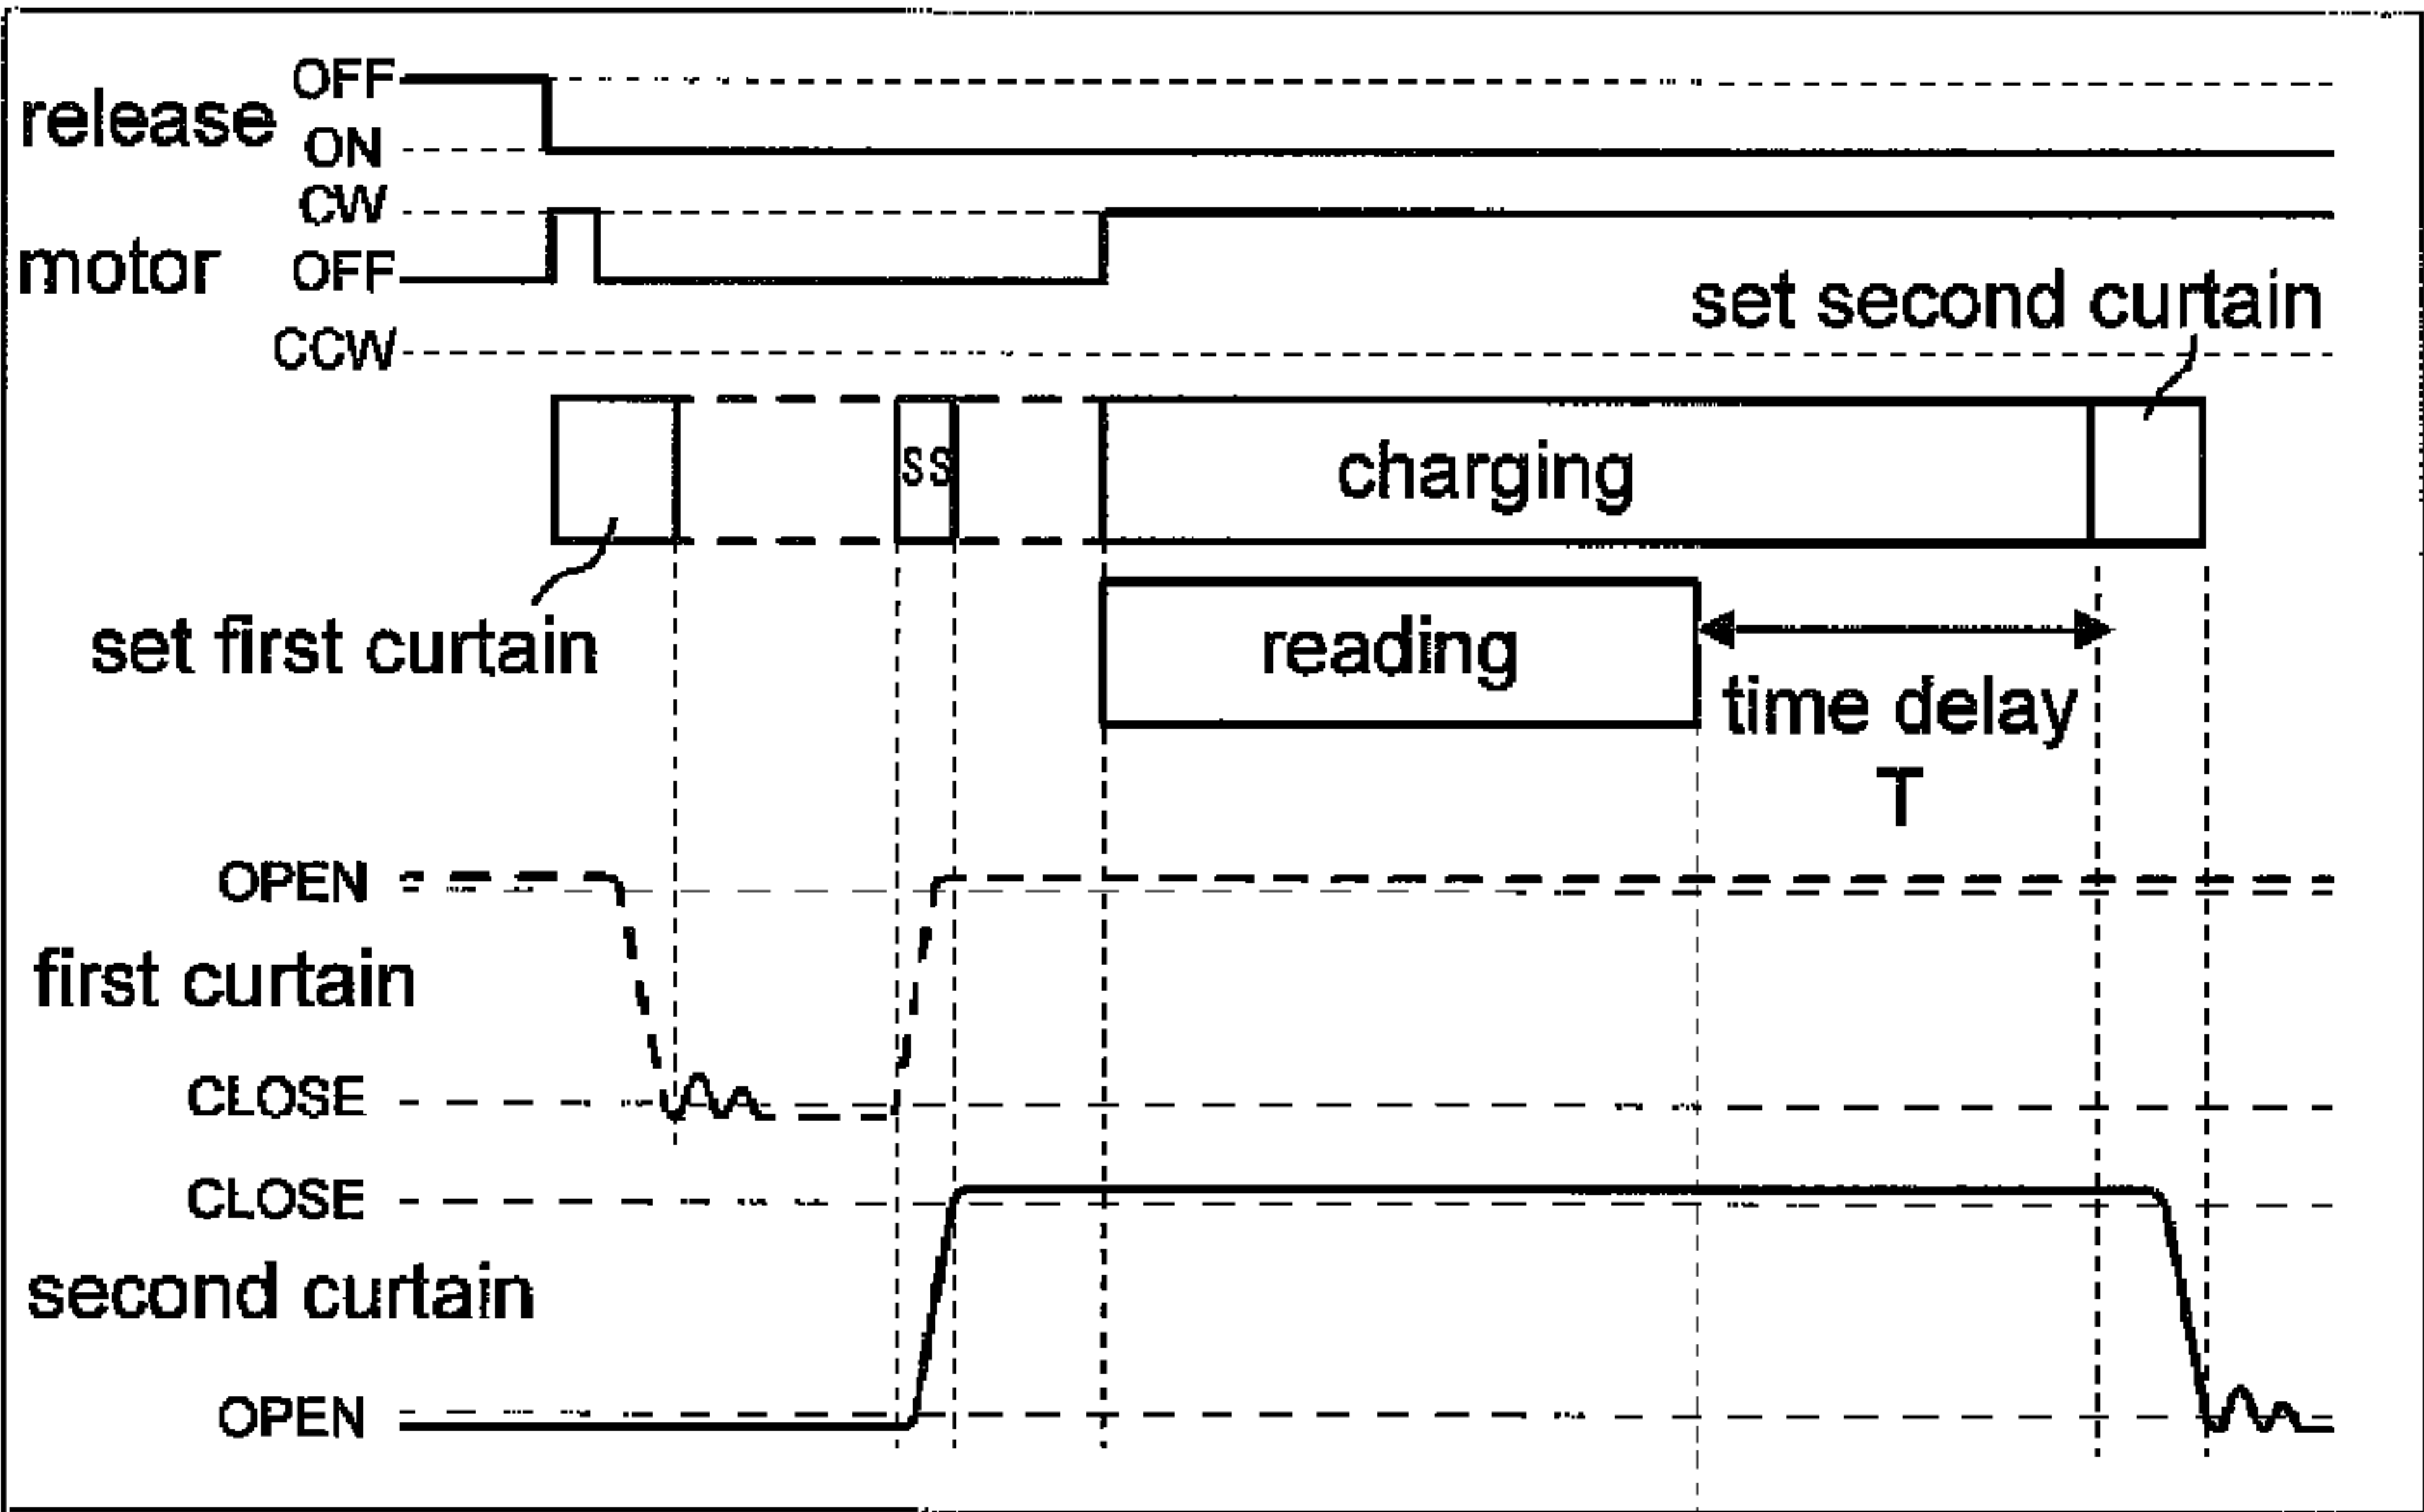 OFF
release
ON
CW
motor OFF
set second curtain
CCW
ss
charging
set first curtain
reading
time delay
T
OPEN
first curtain
CLOSE
CLOSE
second curtain
OPEN